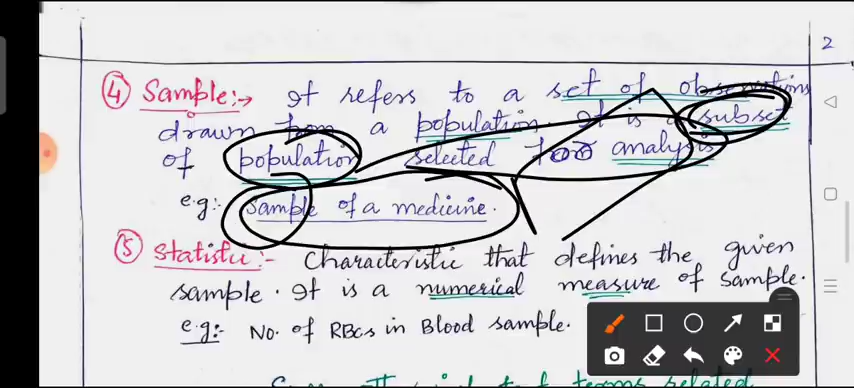 2
④ Sample:→ It refers to a set of observations
drawn from a population. It is a subset
of population selected for analysis
e.g:- Sample of a medicine.
⑤ Statistic:- Characteristic that defines the given
sample. It is a numerical measure of sample.
e.g:- No. of RBCs in Blood sample.
terms related